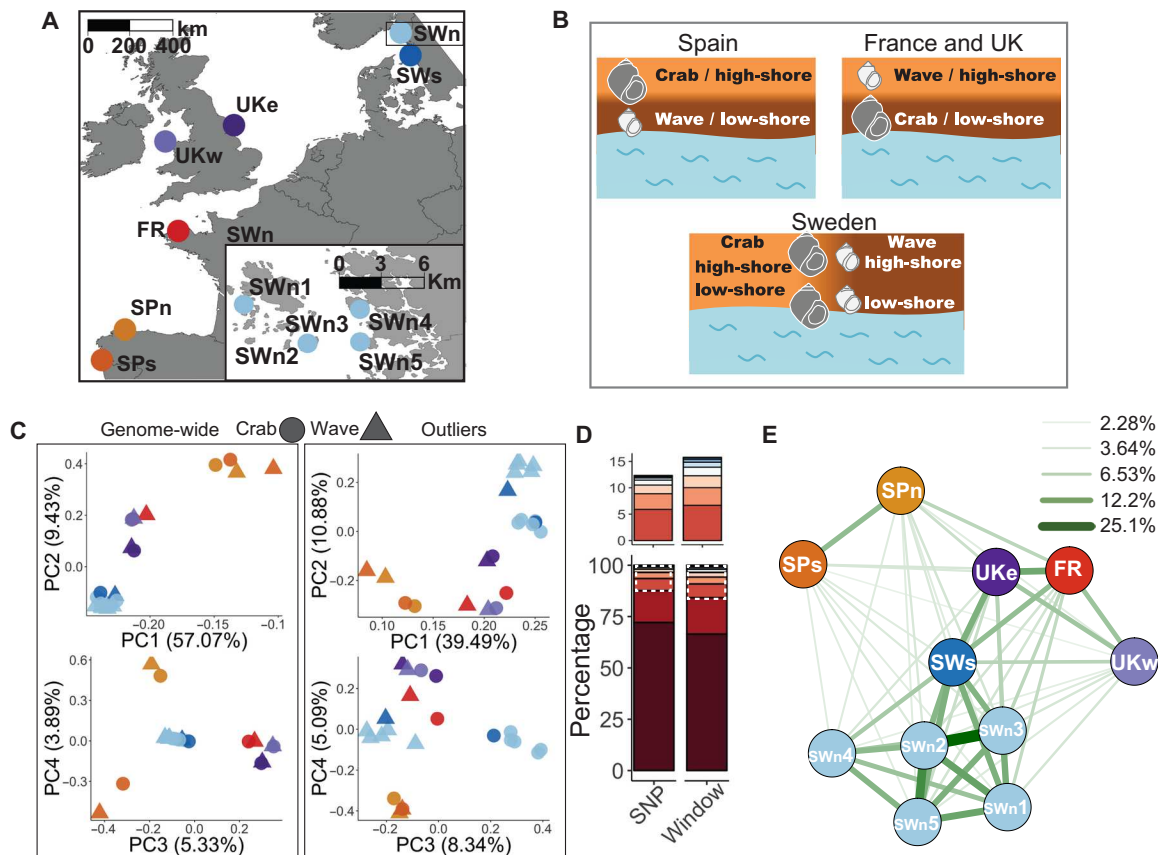 A
km
0 200 400
SWn
SWs
UKe
UKw
FR
SWn
SPn
SPs
0 3 6
Km
SWn1
SWn3
SWn4
SWn2
SWn5
B
Spain
Crab / high-shore
Wave / low-shore
France and UK
Wave / high-shore
Crab / low-shore
Sweden
Crab
high-shore
low-shore
Wave
high-shore
low-shore
C
Genome-wide Crab Wave Outliers
PC2 (9.43%)
0.4
0.2
0.0
−0.20 −0.15 −0.1
PC1 (57.07%)
PC2 (10.88%)
0.2
0.0
−0.2
0.10 0.15 0.20 0.25
PC1 (39.49%)
PC4 (3.89%)
0.6
0.3
0.0
−0.3
−0.4 −0.2 0.0 0.2
PC3 (5.33%)
PC4 (5.09%)
0.2
0.0
−0.2
−0.4
−0.2 0.0 0.2 0.4
PC3 (8.34%)
D
15
10
5
0
100
75
50
25
0
Percentage
SNP
Window
E
2.28%
3.64%
6.53%
12.2%
25.1%
SPn
SPs
UKe
FR
SWs
UKw
SWn4
SWn2
SWn3
SWn5
SWn1